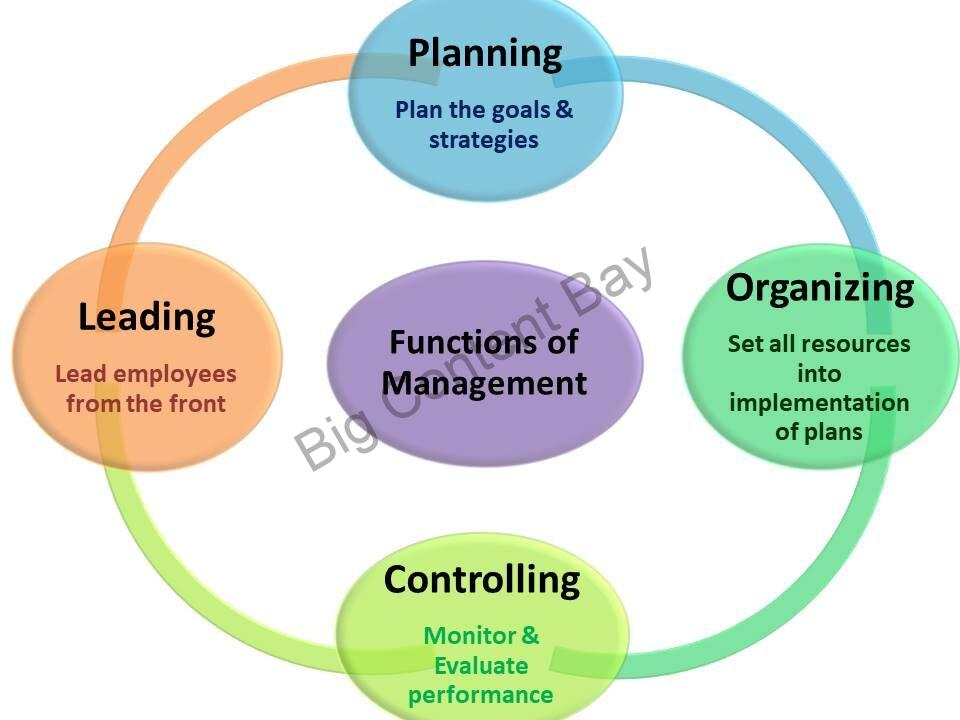 Planning
Plan the goals &
strategies
Leading
Lead employees
from the front
Functions of
Management
Organizing
Set all resources
into
implementation
of plans
Controlling
Monitor &
Evaluate
performance
Big Content Bay